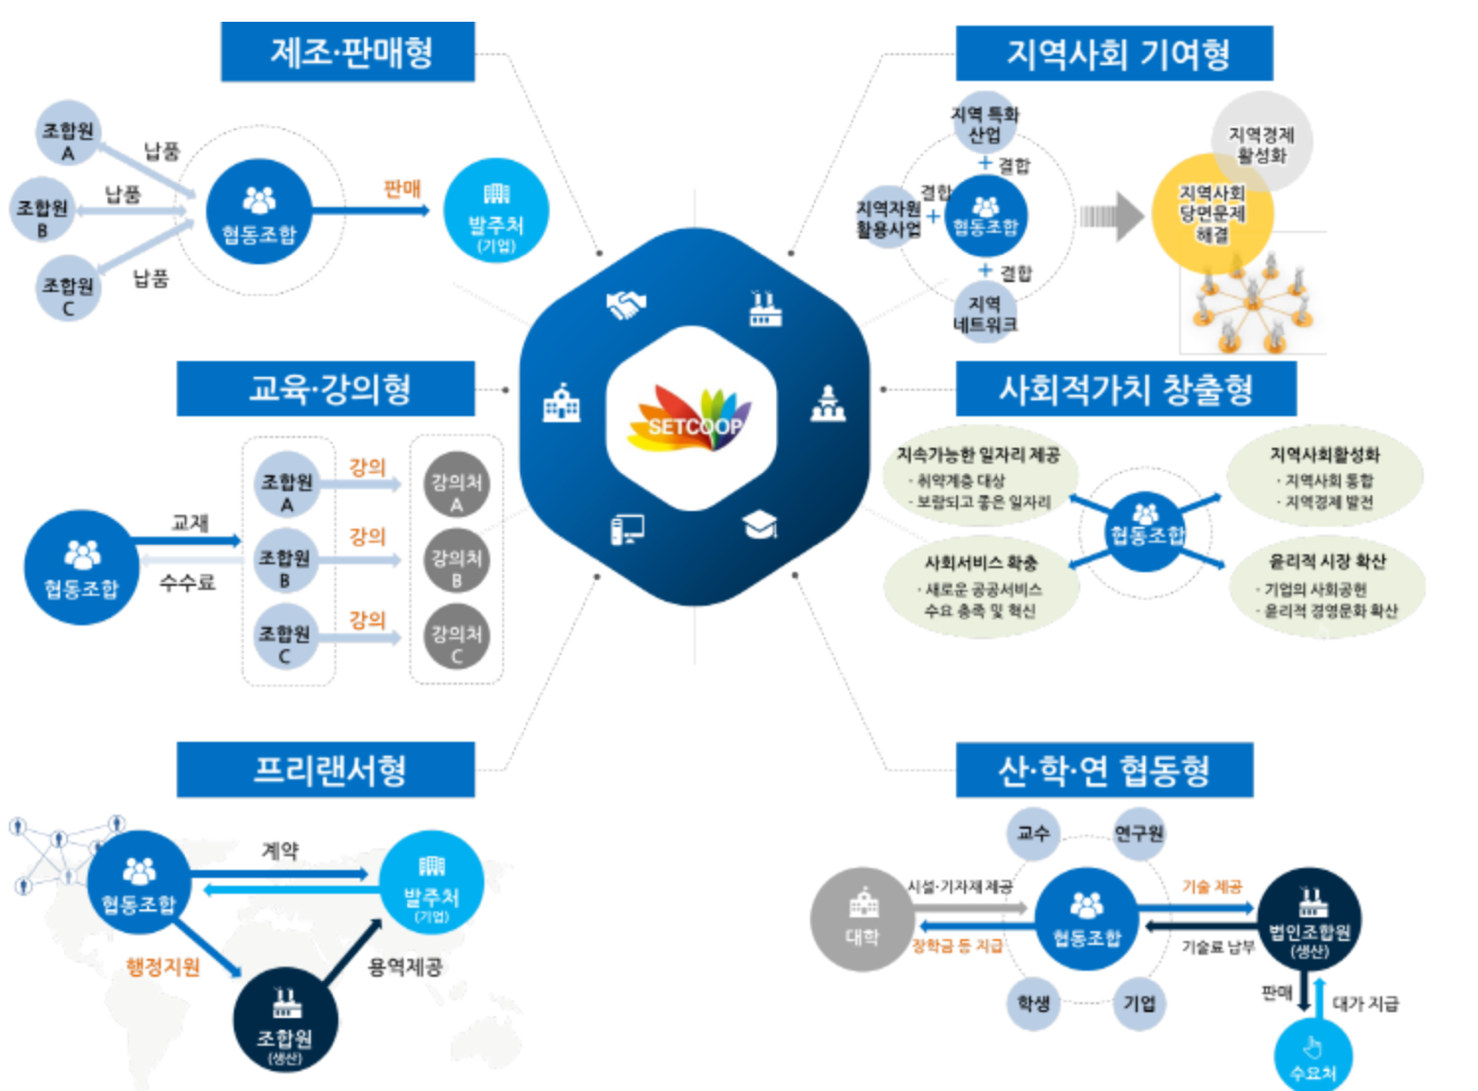 제조·판매형
조합원
A
납품
조합원
B
납품
조합원
C
납품
협동조합
판매
발주처
(기업)
지역사회 기여형
지역 특화
산업
+ 결합
결합
지역자원
활용사업
+
협동조합
+ 결합
지역
네트워크
지역경제
활성화
지역사회
당면문제
해결
교육·강의형
협동조합
교재
수수료
조합원
A
강의
강의처
A
조합원
B
강의
강의처
B
조합원
C
강의
강의처
C
SETCOOP
사회적가치 창출형
지속가능한 일자리 제공
· 취약계층 대상
· 보람되고 좋은 일자리
지역사회활성화
· 지역사회 통합
· 지역경제 발전
협동조합
사회서비스 확충
· 새로운 공공서비스
수요 충족 및 혁신
윤리적 시장 확산
· 기업의 사회공헌
· 윤리적 경영문화 확산
프리랜서형
협동조합
계약
발주처
(기업)
행정지원
용역제공
조합원
(생산)
산·학·연 협동형
교수
연구원
대학
시설·기자재 제공
장학금 등 지급
협동조합
기술 제공
기술료 납부
법인조합원
(생산)
학생
기업
판매
대가 지급
수요처